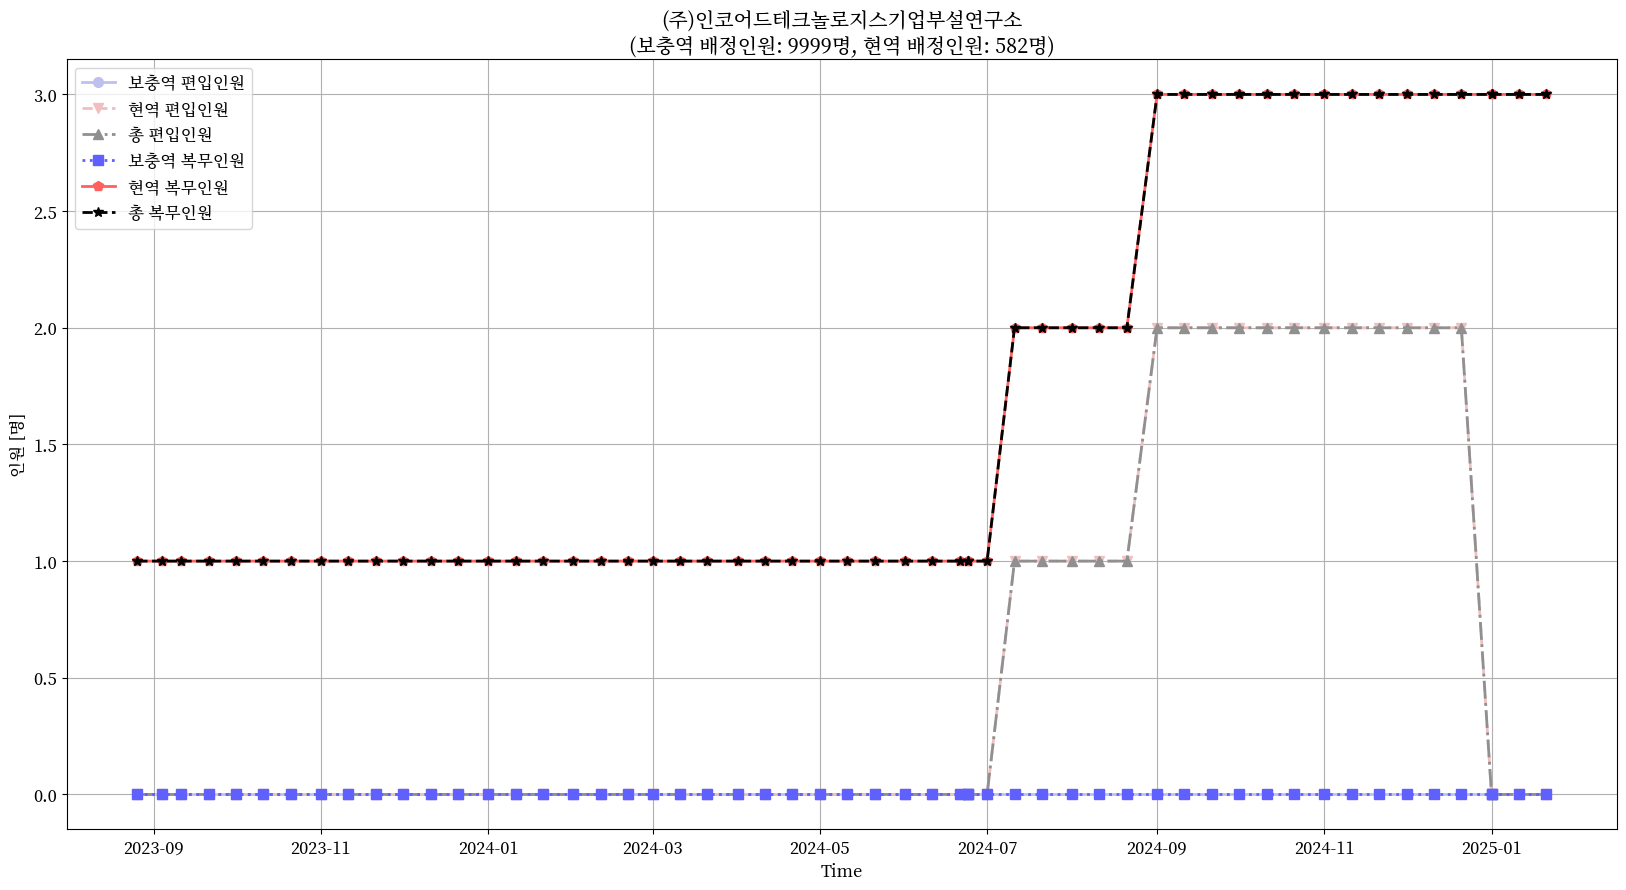 (주)인코어드테크놀로지스기업부설연구소
(보충역 배정인원: 9999명, 현역 배정인원: 582명)
보충역 편입인원
현역 편입인원
총 편입인원
보충역 복무인원
현역 복무인원
총 복무인원
3.0
2.5
2.0
1.5
1.0
0.5
0.0
인원 [명]
2023-09
2023-11
2024-01
2024-03
2024-05
2024-07
2024-09
2024-11
2025-01
Time